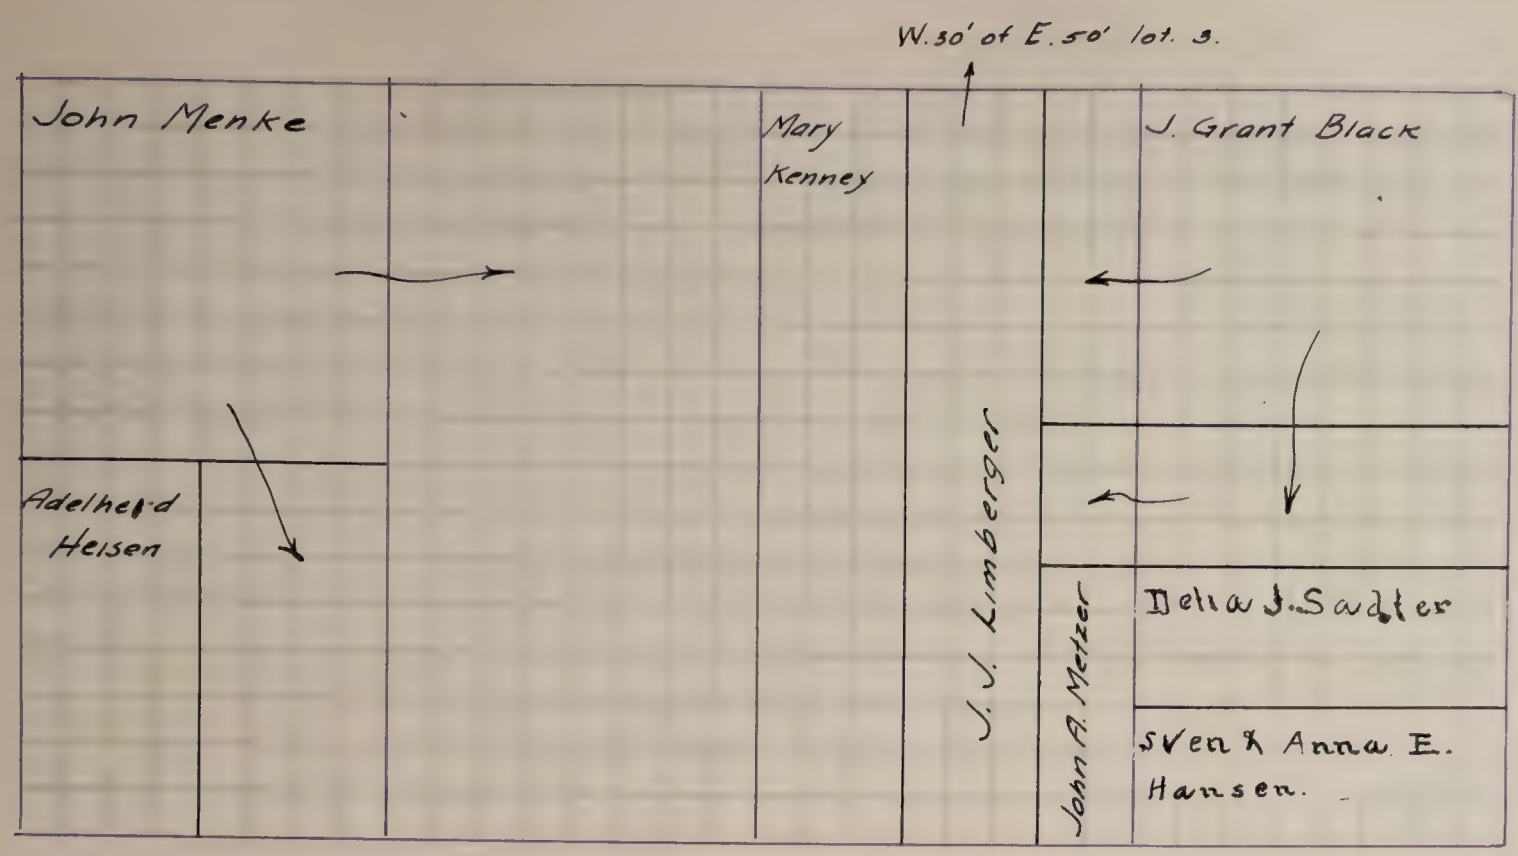 W. 30' of E. 50' lot. 3.
John Menke
Mary
Kenney
J. Grant Black
Adelheid
Heisen
J. J. Limberger
John A. Metzer
Delia J. Sadler
Sven & Anna E.
Hansen.